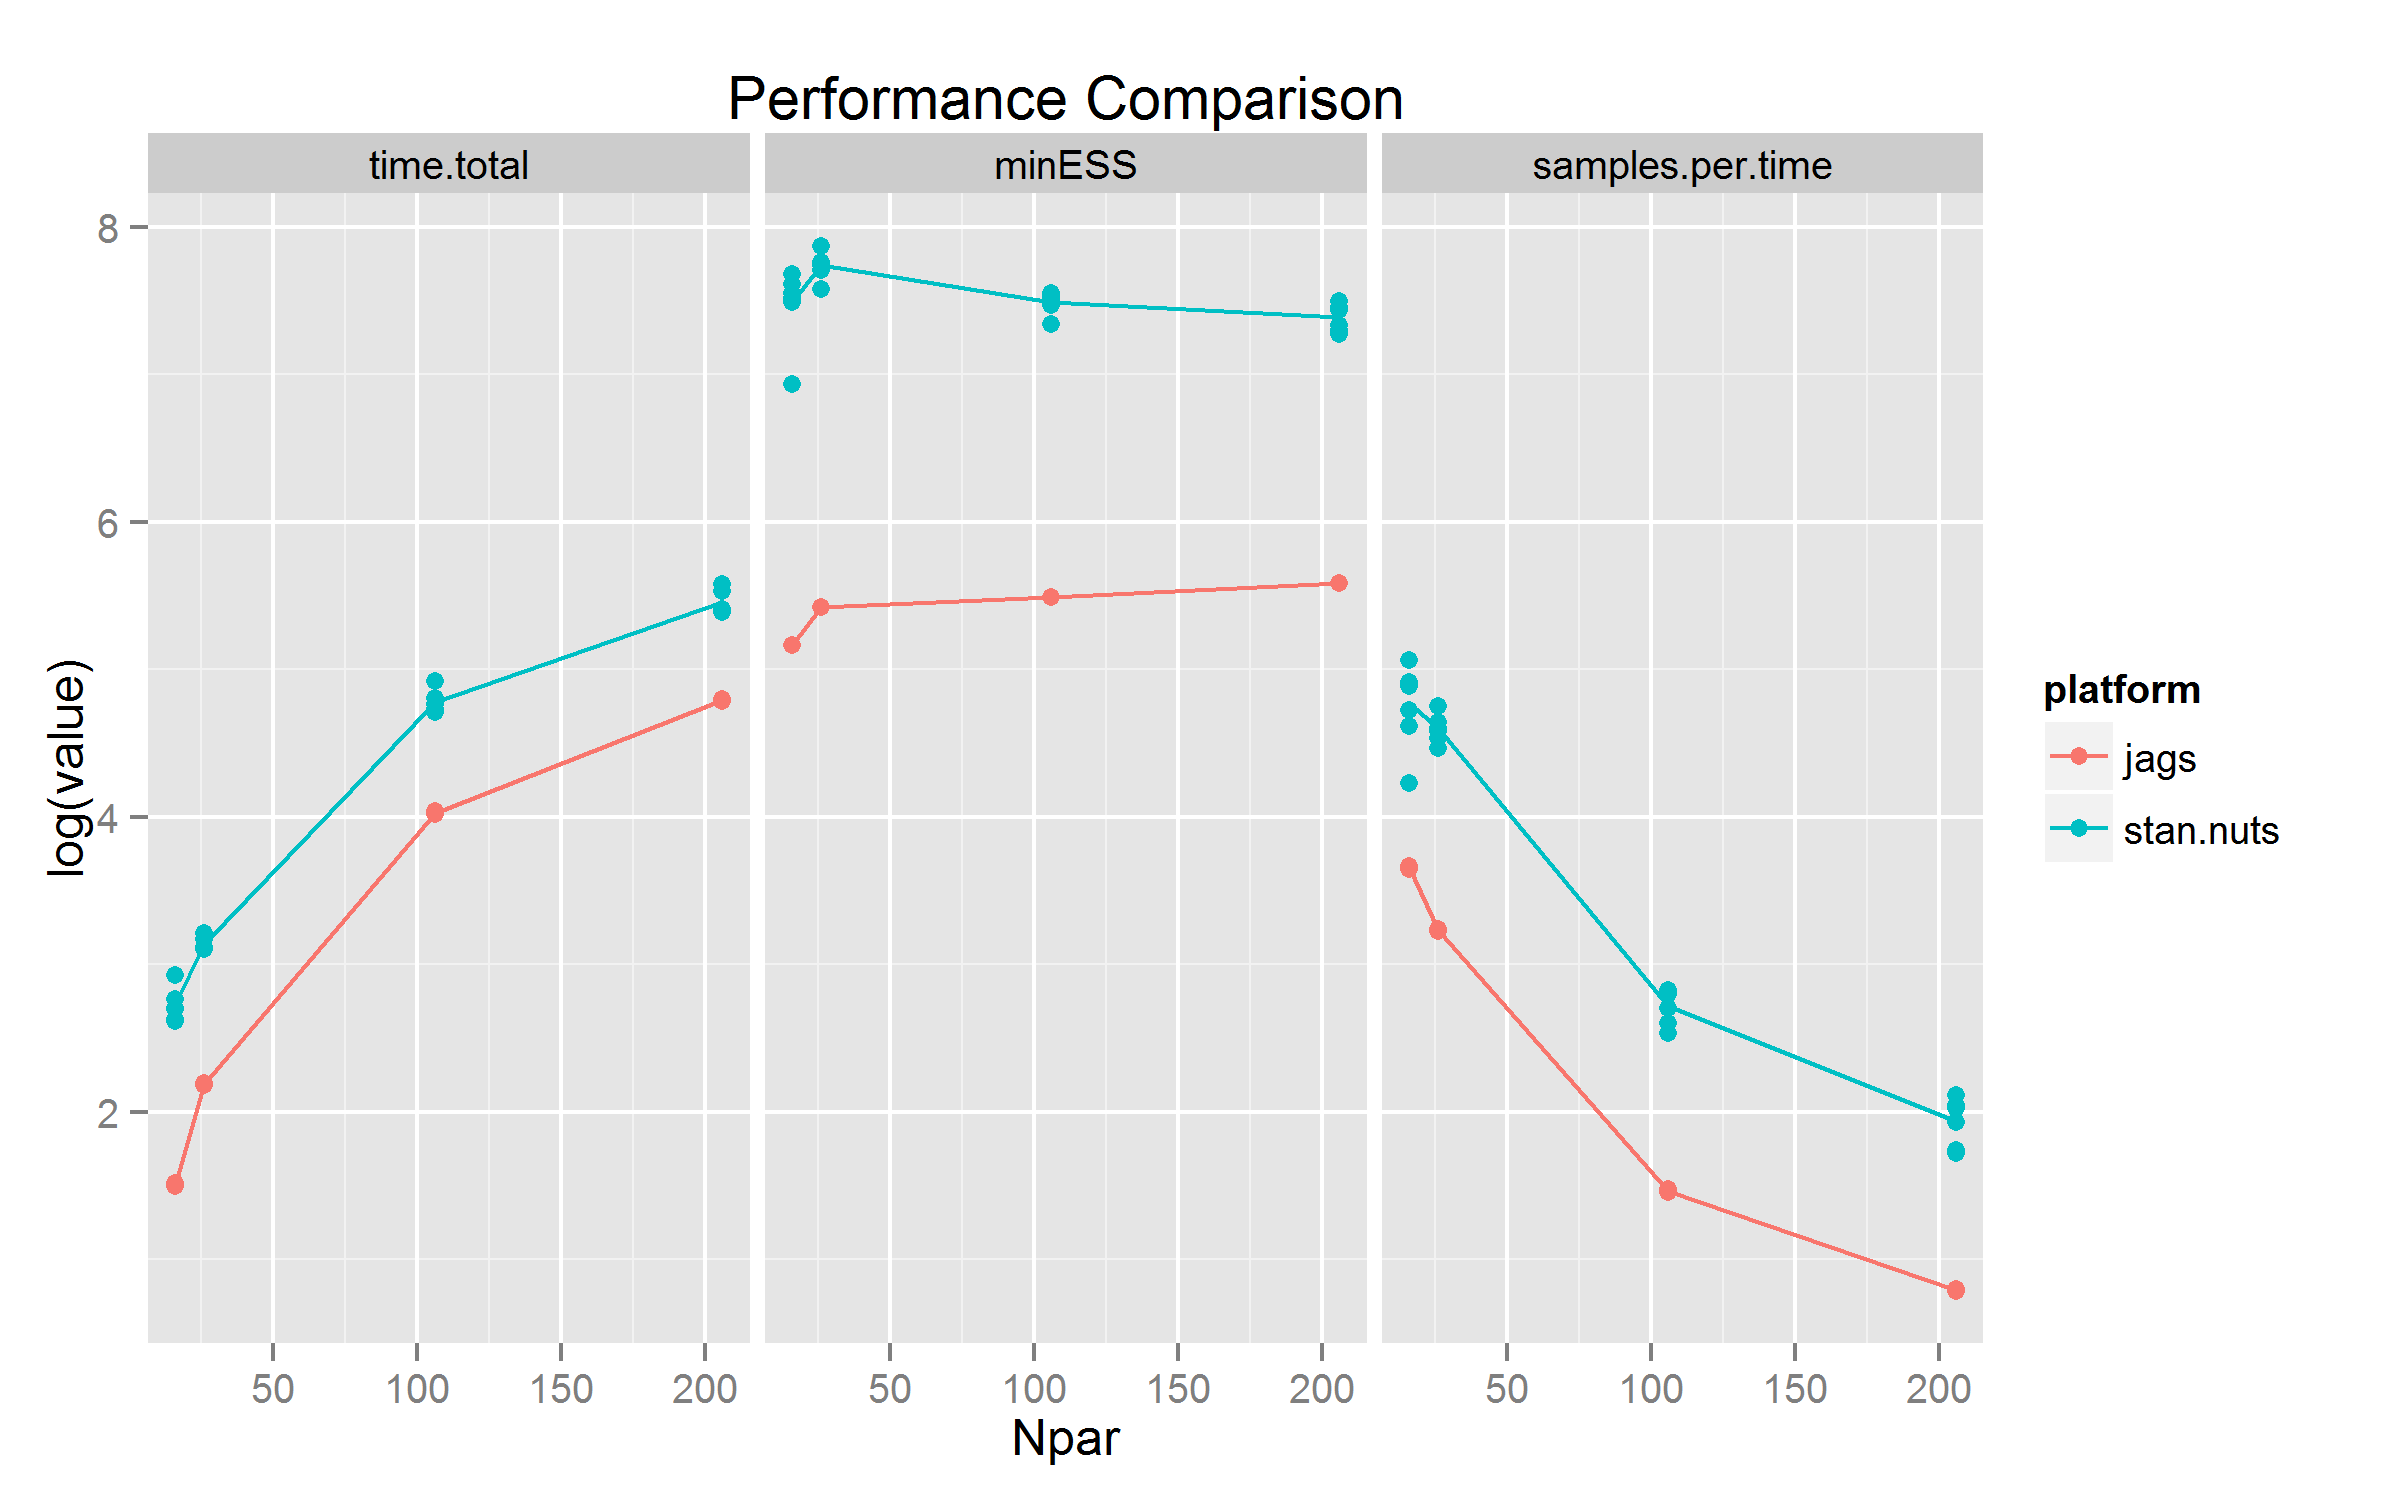 Performance Comparison
time.total
minESS
samples.per.time
8
6
4
2
log(value)
50 100 150 200
50 100 150 200
50 100 150 200
Npar
platform
jags
stan.nuts